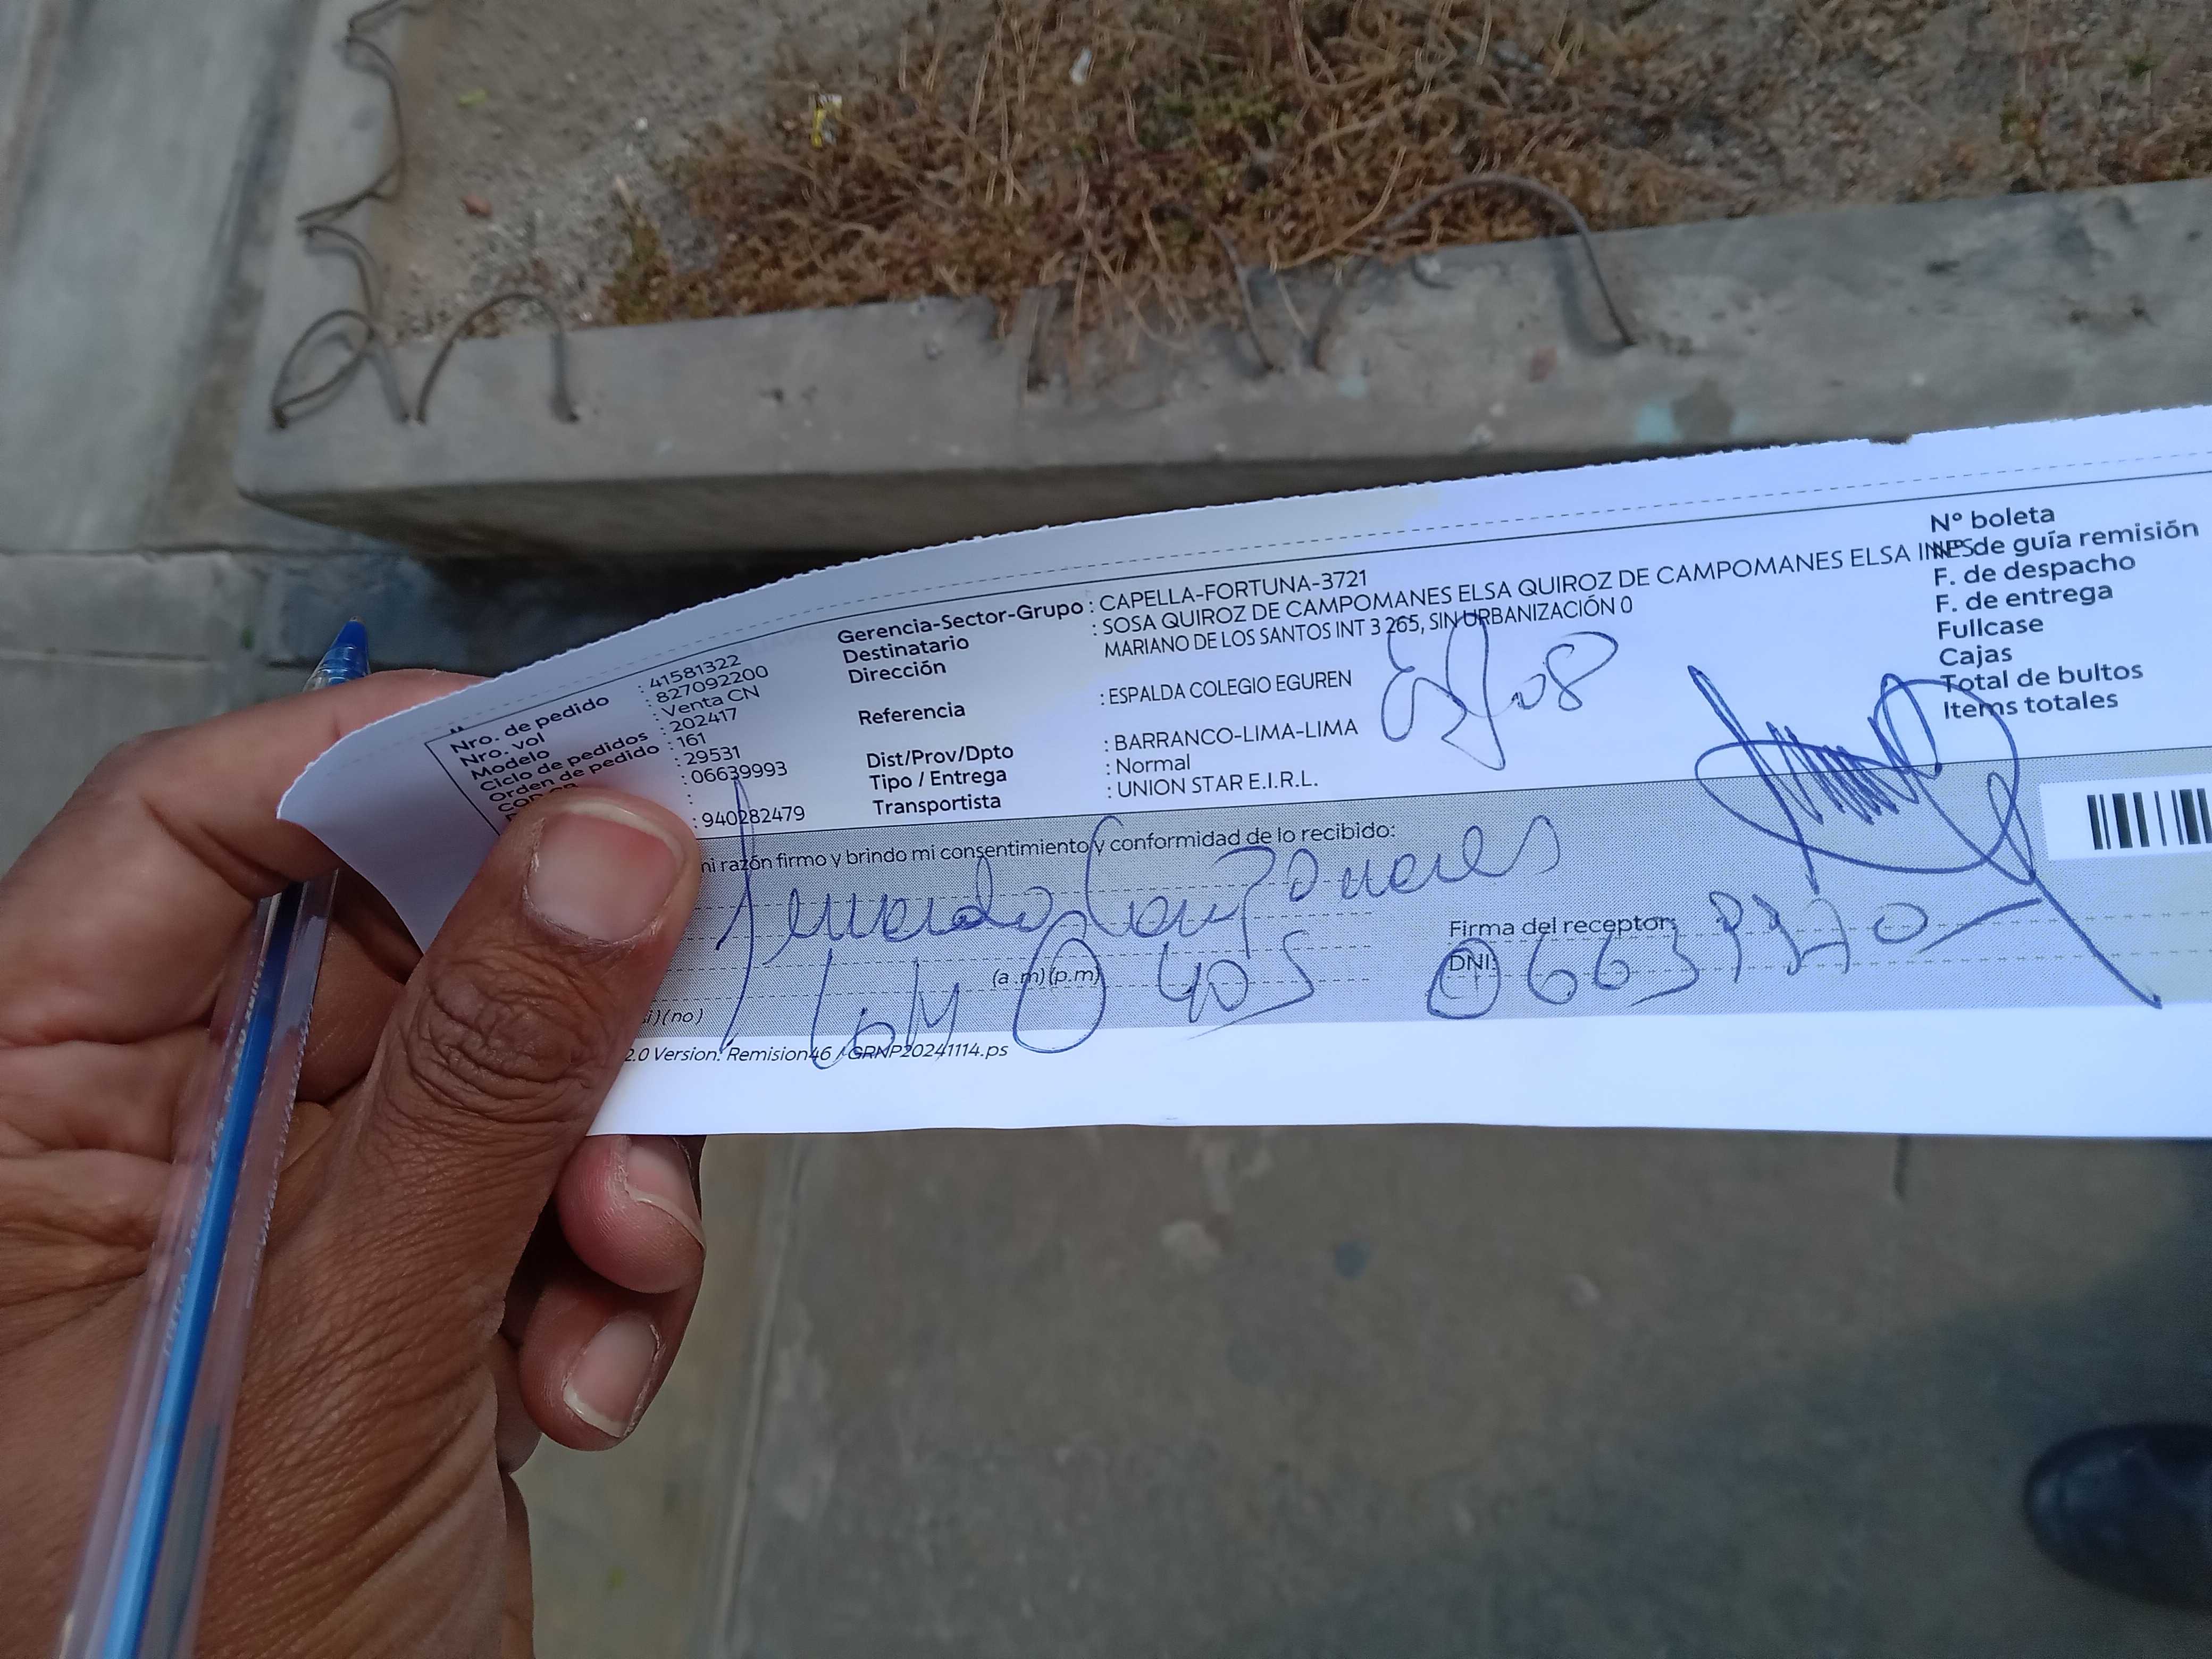 Nro. de pedido : 41581322
Nro. vol : 827092200
Modelo : Venta CN
Ciclo de pedidos : 202417
Orden de pedido : 161
: 29531
: 06639993
:
: 940282479
Gerencia-Sector-Grupo : CAPELLA-FORTUNA-3721
Destinatario : SOSA QUIROZ DE CAMPOMANES ELSA QUIROZ DE CAMPOMANES ELSA INES
Dirección MARIANO DE LOS SANTOS INT 3 265, SIN URBANIZACIÓN 0
Referencia : ESPALDA COLEGIO EGUREN
Dist/Prov/Dpto : BARRANCO-LIMA-LIMA
Tipo / Entrega : Normal
Transportista : UNION STAR E.I.R.L.
Nº boleta
Nº de guía remisión
F. de despacho
F. de entrega
Fullcase
Cajas
Total de bultos
Items totales
ni razón firmo y brindo mi consentimiento y conformidad de lo recibido:
Campomanes
Firma del receptor:
(a.m)(p.m)
DNI:
(no)
2.0 Version: Remision46 / GRNP20241114.ps